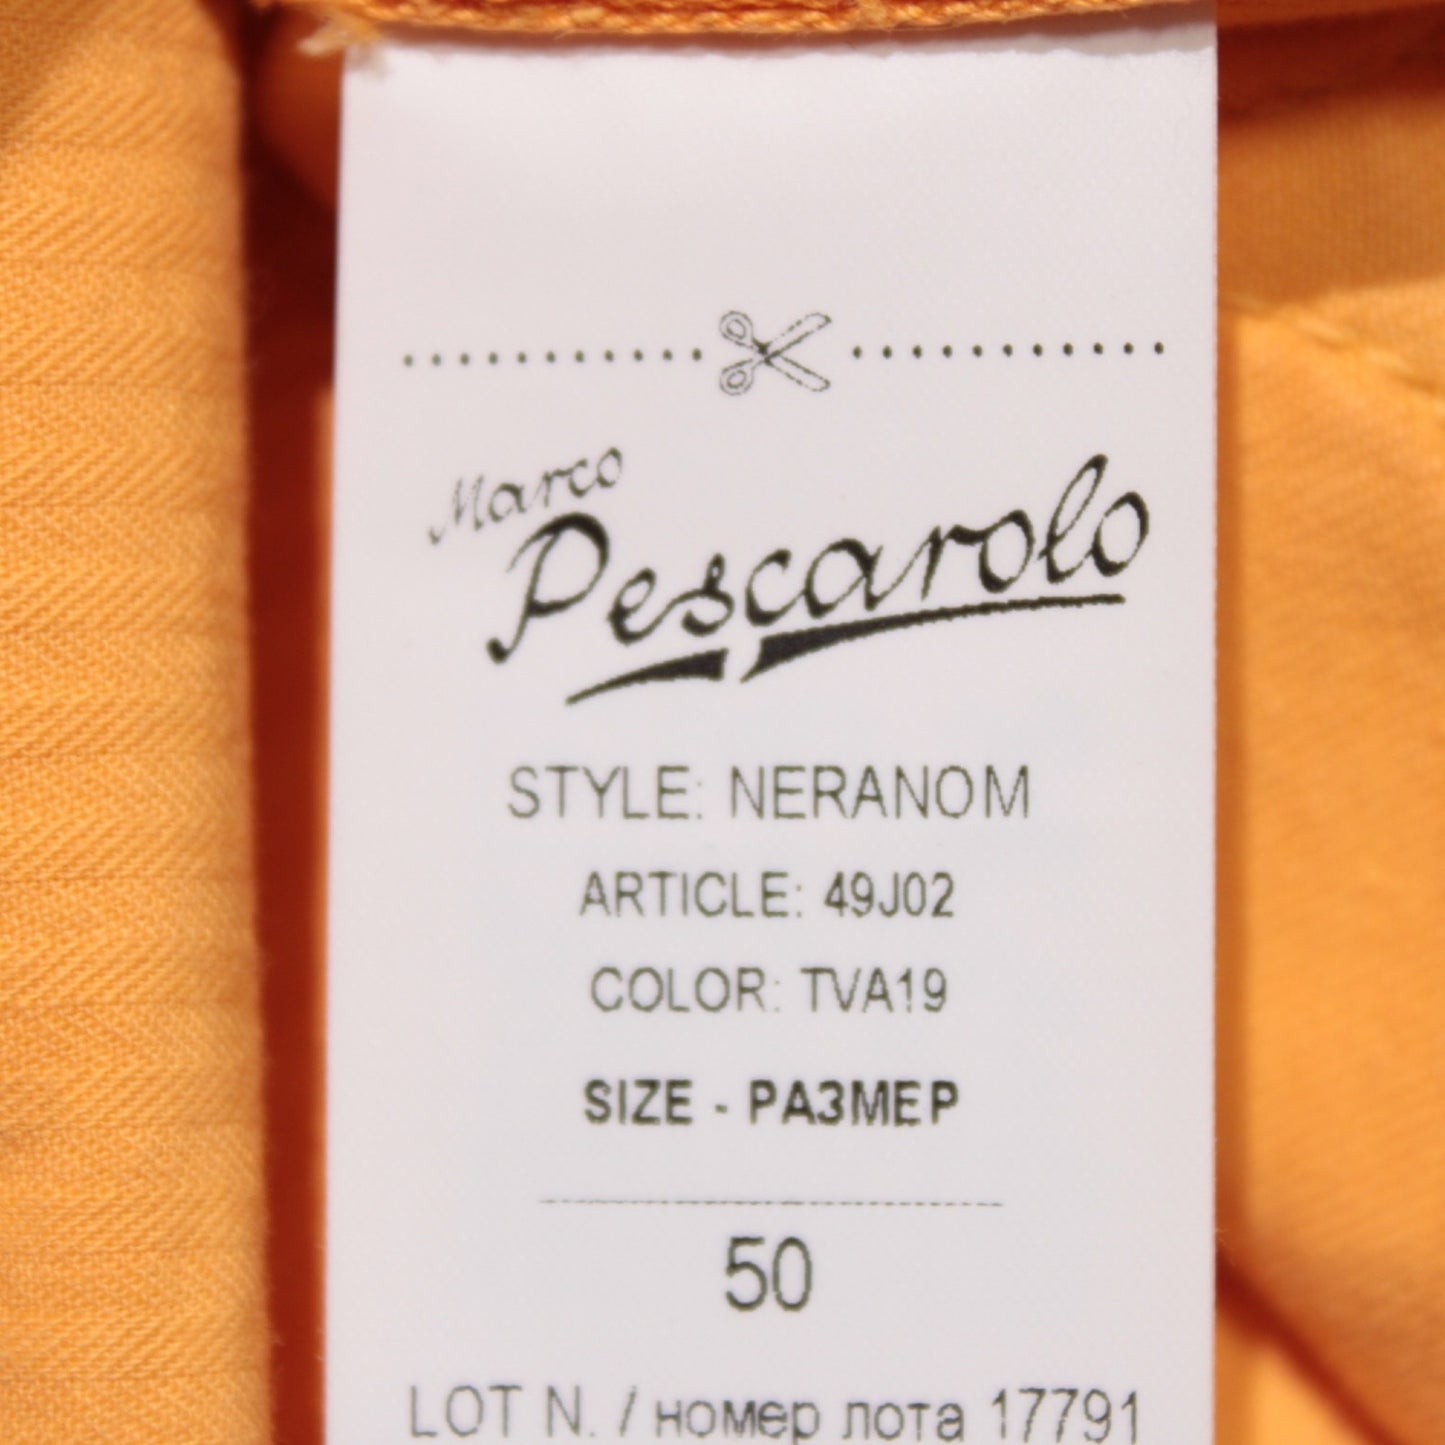 Marco
Pescarolo
STYLE: NERANOM
ARTICLE: 49J02
COLOR: TVA19
SIZE - РАЗМЕР
50
LOT N. / номер лота 17791